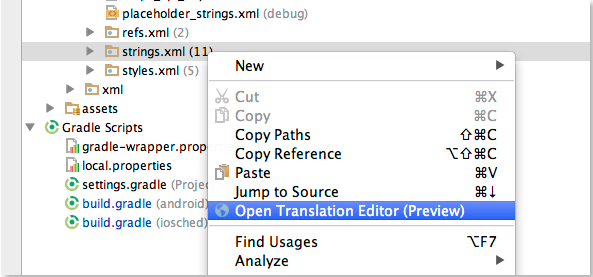 placeholder_strings.xml (debug)
refs.xml (2)
strings.xml (11)
styles.xml (5)
xml
assets
Gradle Scripts
gradle-wrapper.prope
local.properties
settings.gradle (Proje
build.gradle (android)
build.gradle (iosched)
New
Cut ⌘X
Copy ⌘C
Copy Paths ⇧⌘C
Copy Reference ⌥⇧⌘C
Paste ⌘V
Jump to Source ⌘↓
Open Translation Editor (Preview)
Find Usages ⌥F7
Analyze